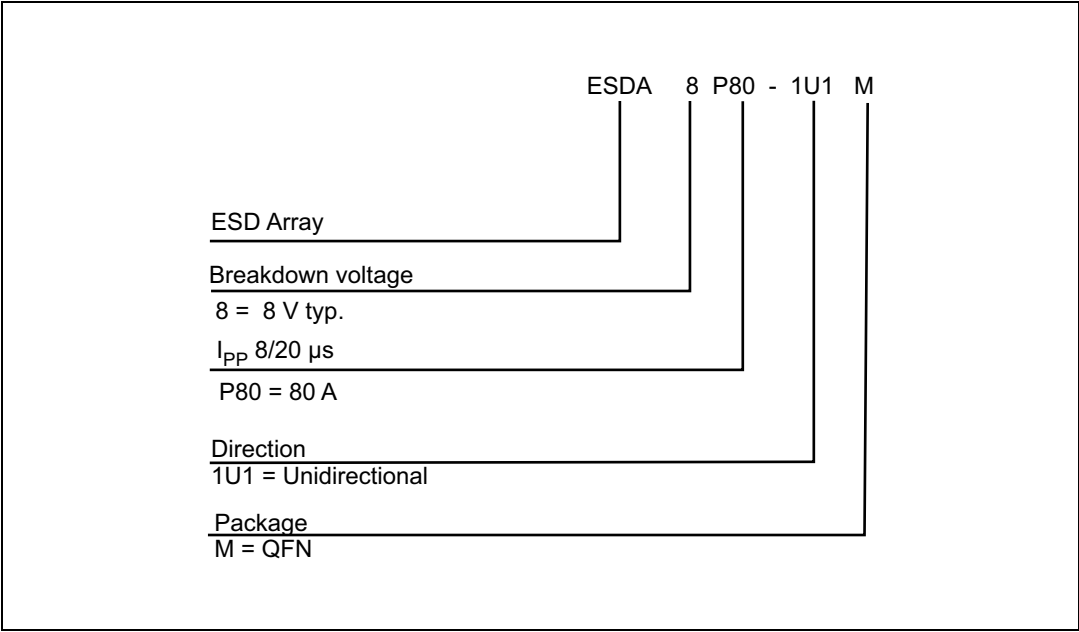 ESDA 8 P80 - 1U1 M
ESD Array
Breakdown voltage
8 = 8 V typ.
IPP 8/20 µs
P80 = 80 A
Direction
1U1 = Unidirectional
Package
M = QFN